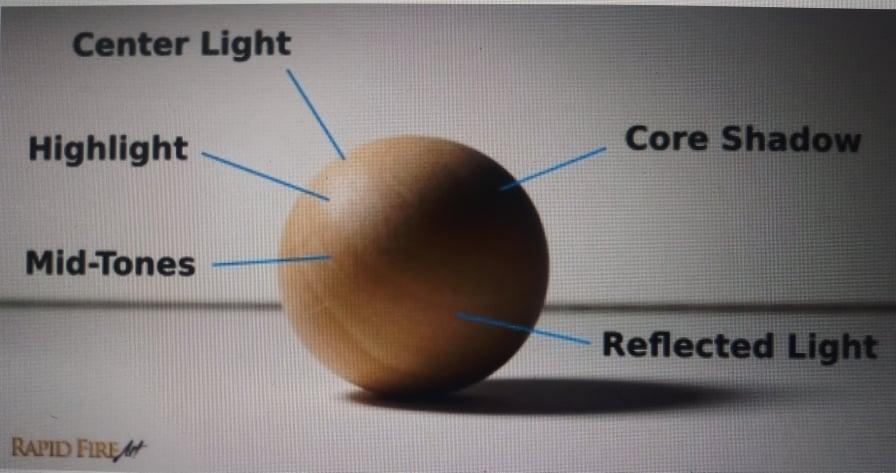 Center Light
Highlight
Core Shadow
Mid-Tones
Reflected Light
RAPID FIRE Art